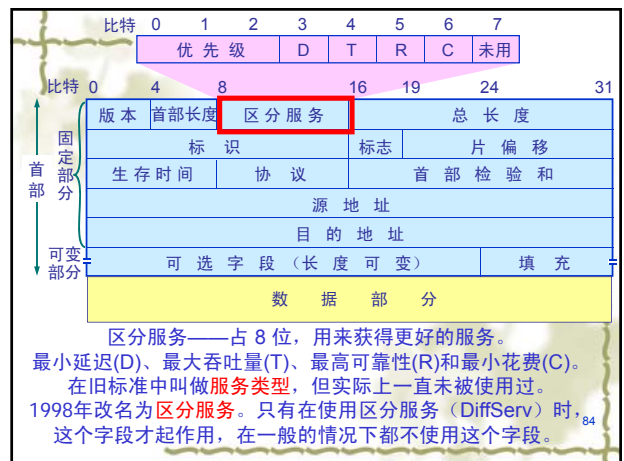 比特 0 1 2 3 4 5 6 7
优先级 D T R C 未用
比特 0 4 8 16 19 24 31
版本 首部长度 区分服务 总长度
标识 标志 片偏移
生存时间 协议 首部检验和
源地址
目的地址
可选字段（长度可变） 填充
数据部分
首部
固定部分
可变部分
区分服务——占 8 位，用来获得更好的服务。
最小延迟(D)、最大吞吐量(T)、最高可靠性(R)和最小花费(C)。
在旧标准中叫做服务类型，但实际上一直未被使用过。
1998年改名为区分服务。只有在使用区分服务（DiffServ）时，
这个字段才起作用，在一般的情况下都不使用这个字段。
84